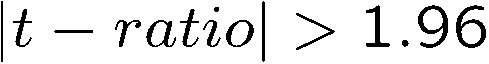 |t − ratio| > 1.96